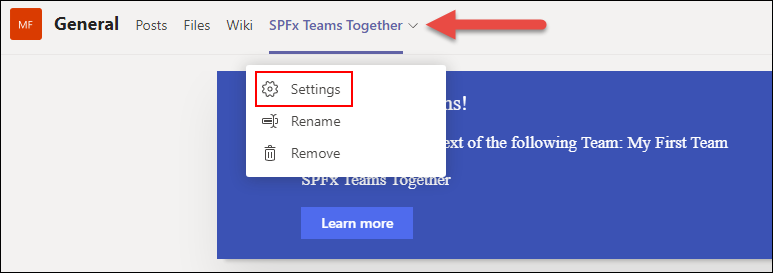 MF General Posts Files Wiki SPFx Teams Together
Settings
Rename
Remove
ms!
ext of the following Team: My First Team
SPFx Teams Together
Learn more